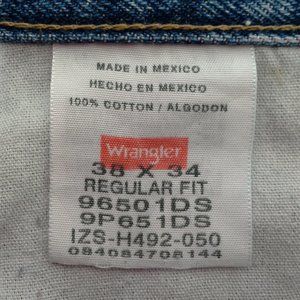 MADE IN MEXICO
HECHO EN MEXICO
100% COTTON / ALGODON
Wrangler
38 X 34
REGULAR FIT
96501DS
9P651DS
IZS-H492-050
084084708144